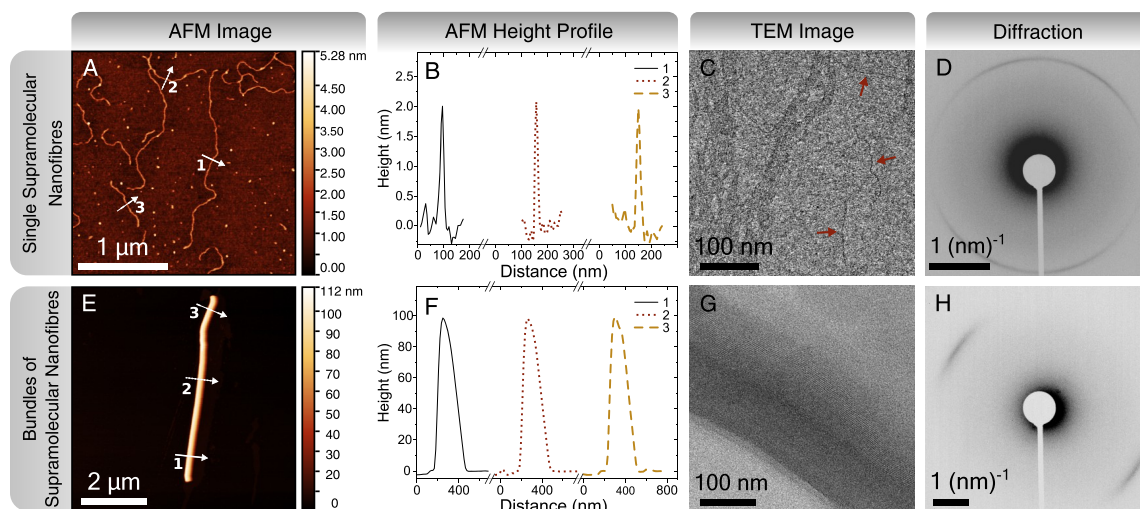 AFM Image
AFM Height Profile
TEM Image
Diffraction
Single Supramolecular
Nanofibres
A
2
1
3
1 µm
5.28 nm
4.50
4.00
3.50
3.00
2.50
2.00
1.50
1.00
0.00
B
1
2
3
Height (nm)
2.5
2.0
1.5
1.0
0.5
0.0
0 100 0 100 200 300 0 100 200
Distance (nm)
C
100 nm
D
1 (nm)-1
Bundles of
Supramolecular Nanofibres
E
3
2
1
2 µm
112 nm
100
90
80
70
60
50
40
30
20
0
F
1
2
3
Height (nm)
100
80
60
40
20
0
0 400 0 400 0 400 800
Distance (nm)
G
100 nm
H
1 (nm)-1